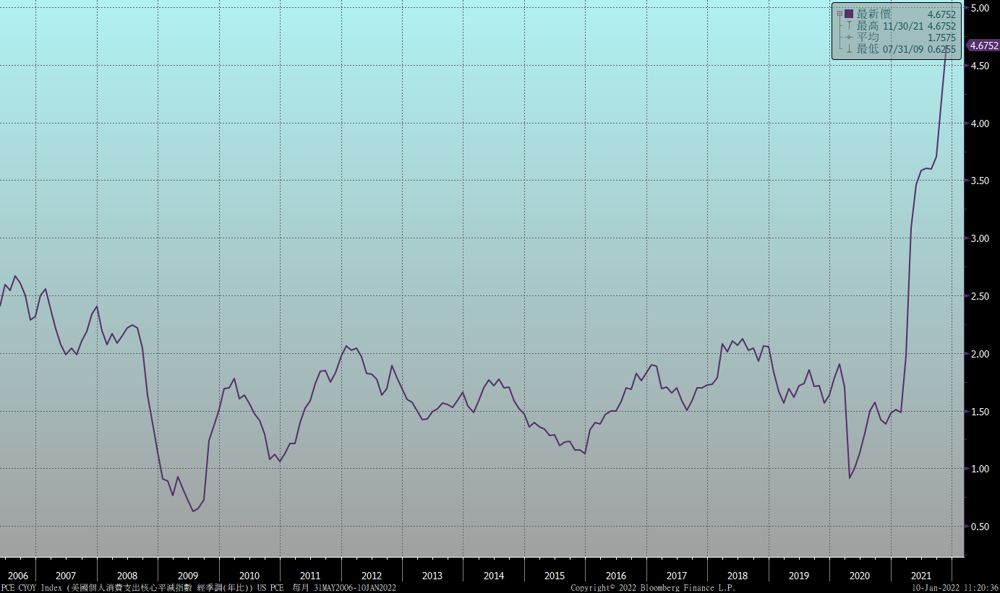 最新價 4.6752
最高 11/30/21 4.6752
平均 1.7575
最低 07/31/09 0.6255
5.00
4.6752
4.50
4.00
3.50
3.00
2.50
2.00
1.50
1.00
0.50
2006 2007 2008 2009 2010 2011 2012 2013 2014 2015 2016 2017 2018 2019 2020 2021
PCE CYOY Index (美國個人消費支出核心平減指數 經季調(年比)) US PCE 每月 31MAY2006-10JAN2022 Copyright© 2022 Bloomberg Finance L.P. 10-Jan-2022 11:20:36